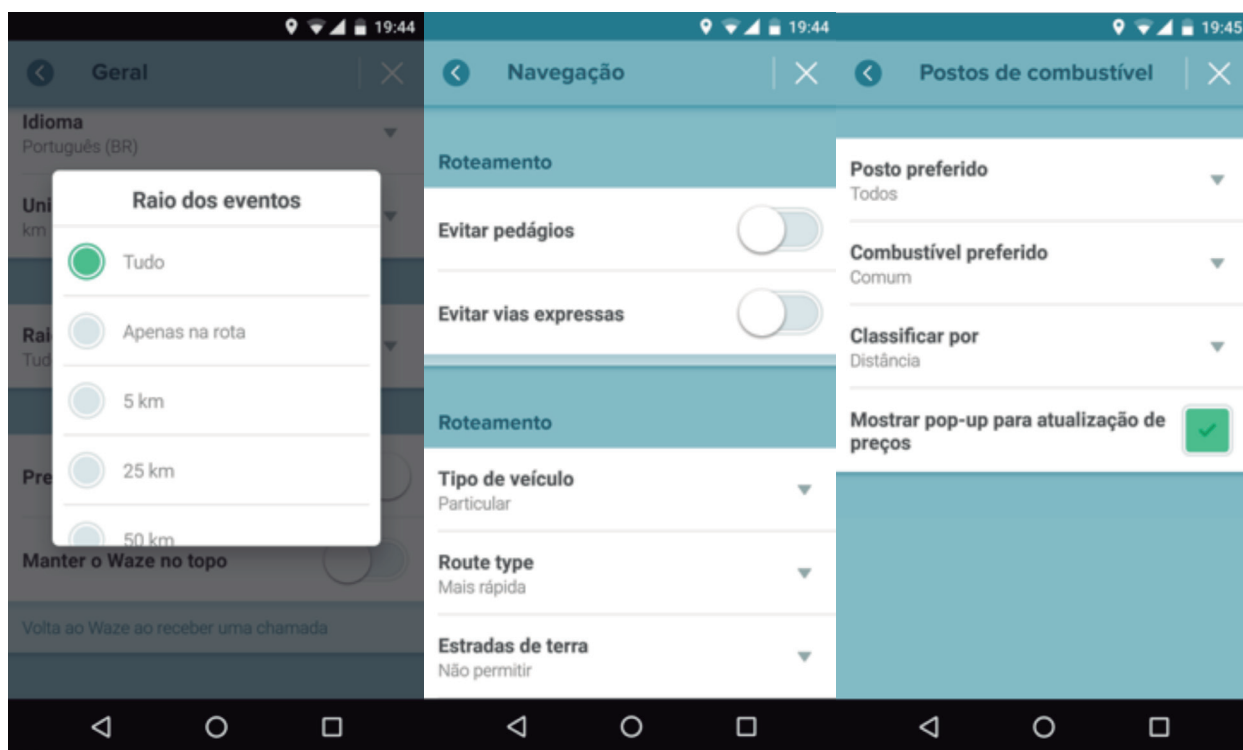 19:44
Geral
Idioma
Português (BR)
Uni
km
Raio dos eventos
Tudo
Apenas na rota
Rai
Tud
5 km
25 km
Pre
50 km
Manter o Waze no topo
Volta ao Waze ao receber uma chamada
19:44
Navegação
Roteamento
Evitar pedágios
Evitar vias expressas
Roteamento
Tipo de veículo
Particular
Route type
Mais rápida
Estradas de terra
Não permitir
19:45
Postos de combustível
Posto preferido
Todos
Combustível preferido
Comum
Classificar por
Distância
Mostrar pop-up para atualização de
preços